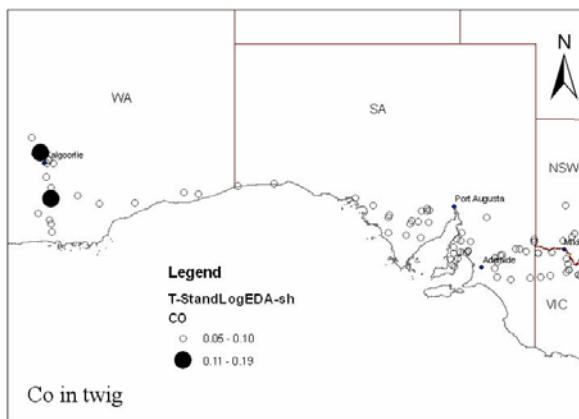 N
WA
SA
Kalgoorlie
NSW
Port Augusta
Adelaide
VIC
Legend
T-StandLogEDA-sh
CO
0.05 - 0.10
0.11 - 0.19
Co in twig